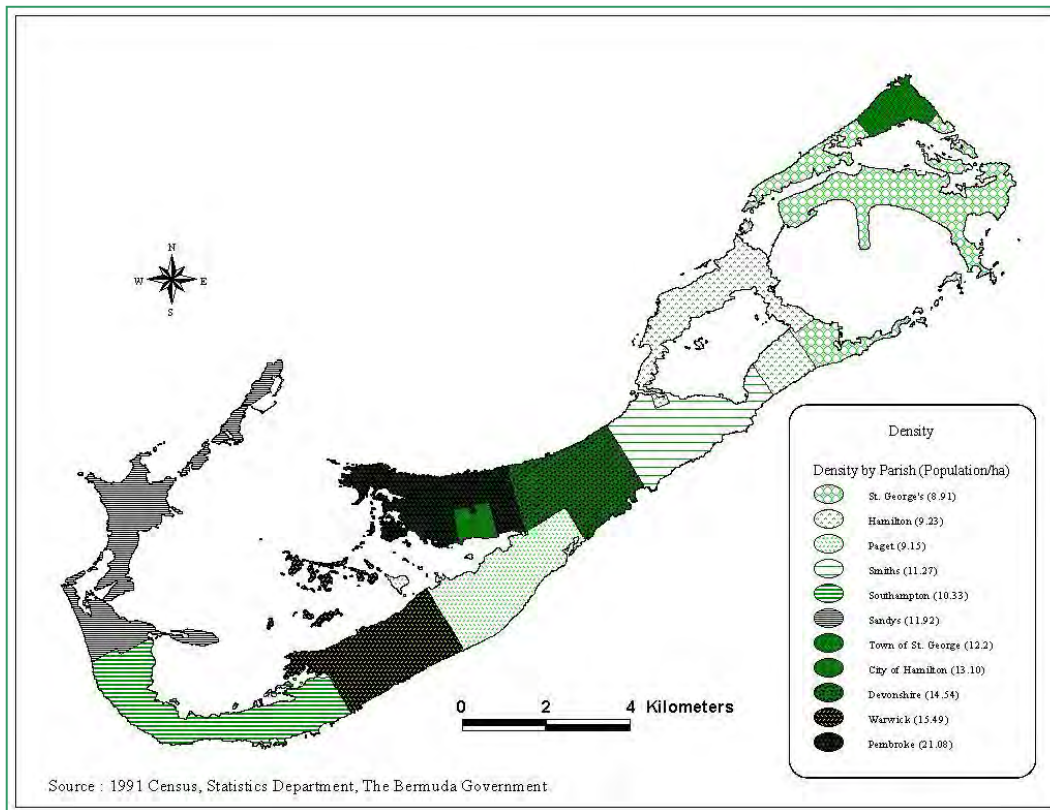 N
W E
S
Density
Density by Parish (Population/ha)
St. George's (8.91)
Hamilton (9.23)
Paget (9.15)
Smiths (11.27)
Southampton (10.33)
Sandys (11.92)
Town of St. George (12.2)
City of Hamilton (13.10)
Devonshire (14.54)
Warwick (15.49)
Pembroke (21.08)
0 2 4 Kilometers
Source : 1991 Census, Statistics Department, The Bermuda Government